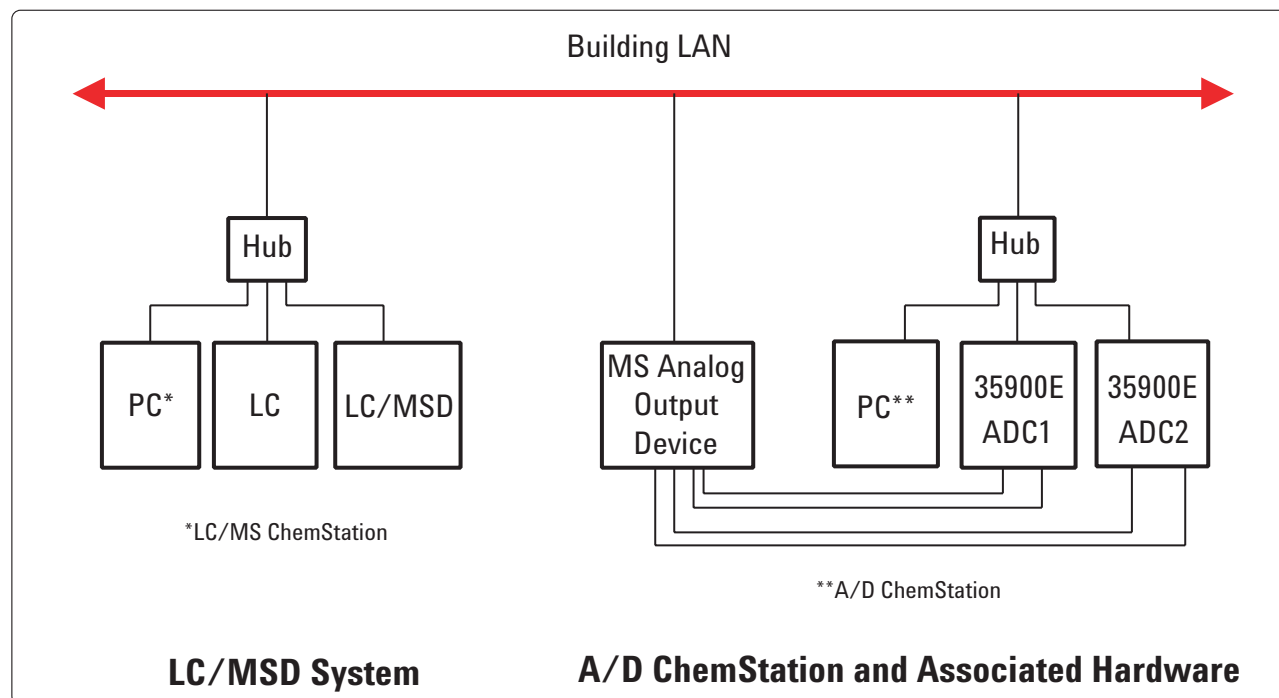 Building LAN
Hub
Hub
PC*
LC
LC/MSD
MS Analog
Output
Device
PC**
35900E
ADC1
35900E
ADC2
*LC/MS ChemStation
**A/D ChemStation
LC/MSD System
A/D ChemStation and Associated Hardware